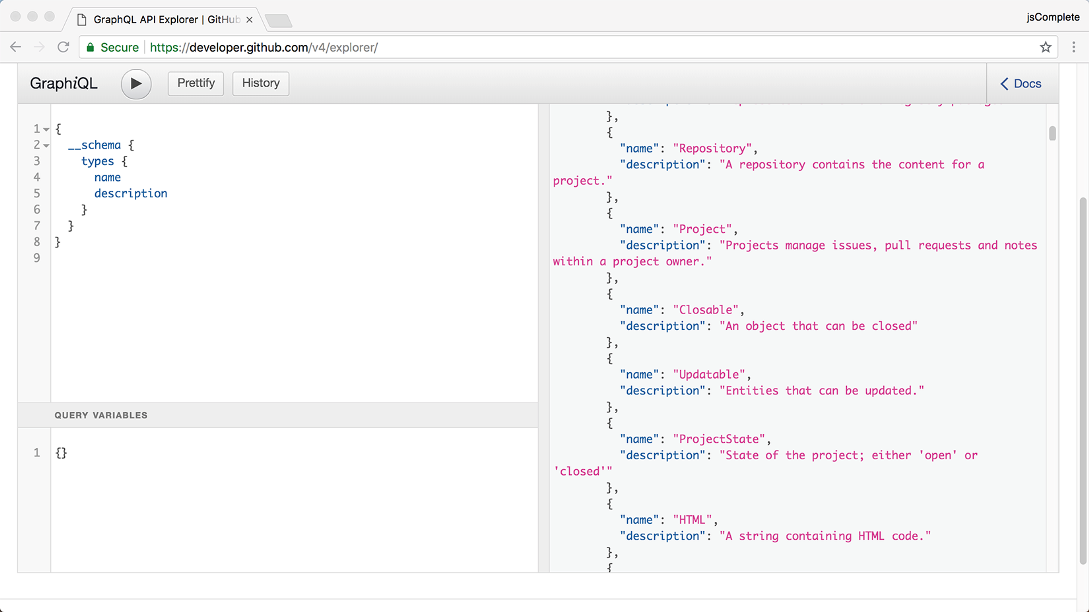 GraphQL API Explorer | GitHub
jsComplete
Secure
https://developer.github.com/v4/explorer/
GraphiQL
Prettify
History
Docs
1 {
2 __schema {
3 types {
4 name
5 description
6 }
7 }
8 }
9
QUERY VARIABLES
1 {}
},
{
"name": "Repository",
"description": "A repository contains the content for a
project."
},
{
"name": "Project",
"description": "Projects manage issues, pull requests and notes
within a project owner."
},
{
"name": "Closable",
"description": "An object that can be closed"
},
{
"name": "Updatable",
"description": "Entities that can be updated."
},
{
"name": "ProjectState",
"description": "State of the project; either 'open' or
'closed'"
},
{
"name": "HTML",
"description": "A string containing HTML code."
},
{